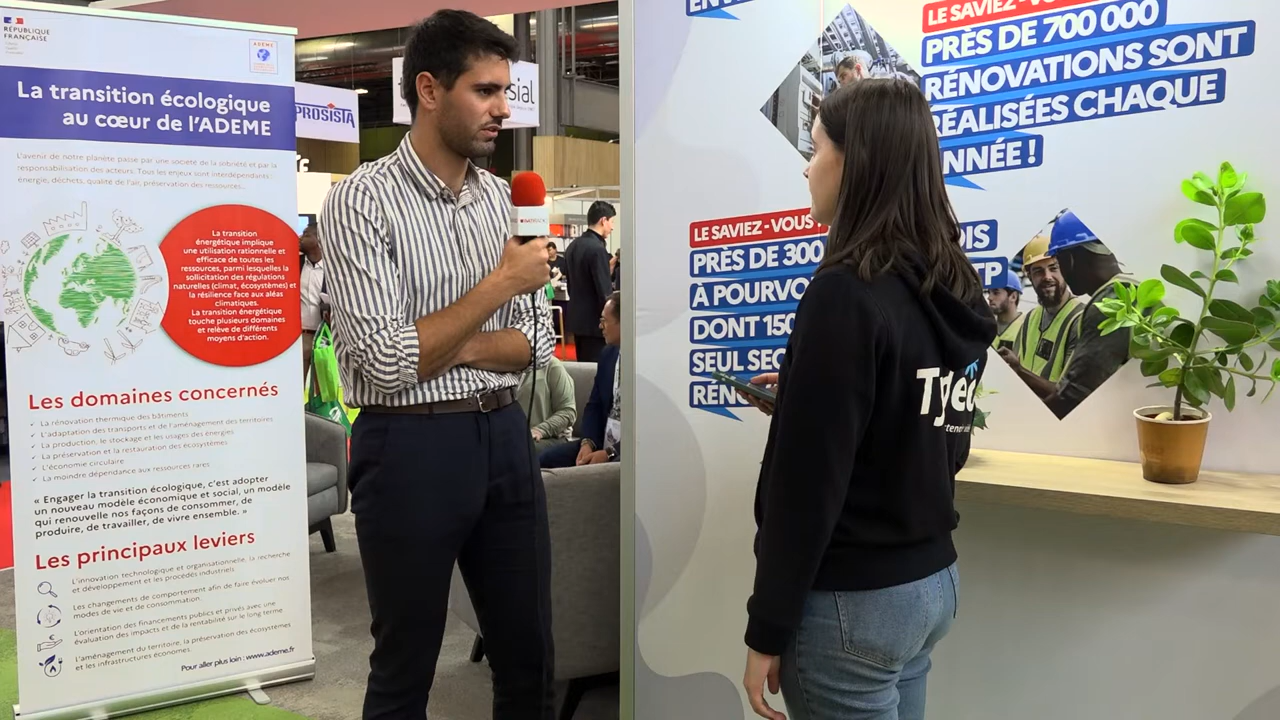 RÉPUBLIQUE
FRANÇAISE
ADEME
La transition écologique
au cœur de l'ADEME
L'avenir de notre planète passe par une société de la sobriété et par la
responsabilisation des acteurs. Tous les enjeux sont interdépendants :
énergie, déchets, qualité de l'air, préservation des ressources...
La transition
énergétique implique
une utilisation rationnelle et
efficace de toutes les
ressources, parmi lesquelles la
sollicitation des régulations
naturelles (climat, écosystèmes) et
la résilience face aux aléas
climatiques.
La transition énergétique
touche plusieurs domaines
et relève de différents
moyens d'action.
Les domaines concernés
La rénovation thermique des bâtiments
L'adaptation des transports et de l'aménagement des territoires
La production, le stockage et les usages des énergies
La préservation et la restauration des écosystèmes
L'économie circulaire
La moindre dépendance aux ressources rares
« Engager la transition écologique, c'est adopter
un nouveau modèle économique et social, un modèle
qui renouvelle nos façons de consommer, de
produire, de travailler, de vivre ensemble. »
Les principaux leviers
L'innovation technologique et organisationnelle, la recherche
et développement et les procédés industriels
Les changements de comportement afin de faire évoluer nos
modes de vie et de consommation.
L'orientation des financements publics et privés avec une
évaluation des impacts et de la rentabilité sur le long terme
L'aménagement du territoire, la préservation des écosystèmes
et les infrastructures économes.
Pour aller plus loin : www.ademe.fr
PROSISTA
sial
LE SAVIEZ-VOUS
PRÈS DE 700 000
RÉNOVATIONS SONT
RÉALISÉES CHAQUE
NNÉE !
LE SAVIEZ-VOUS ?
PRÈS DE 300
À POURVO
DONT 150
SEUL SEC
RÉN
OIS
TP